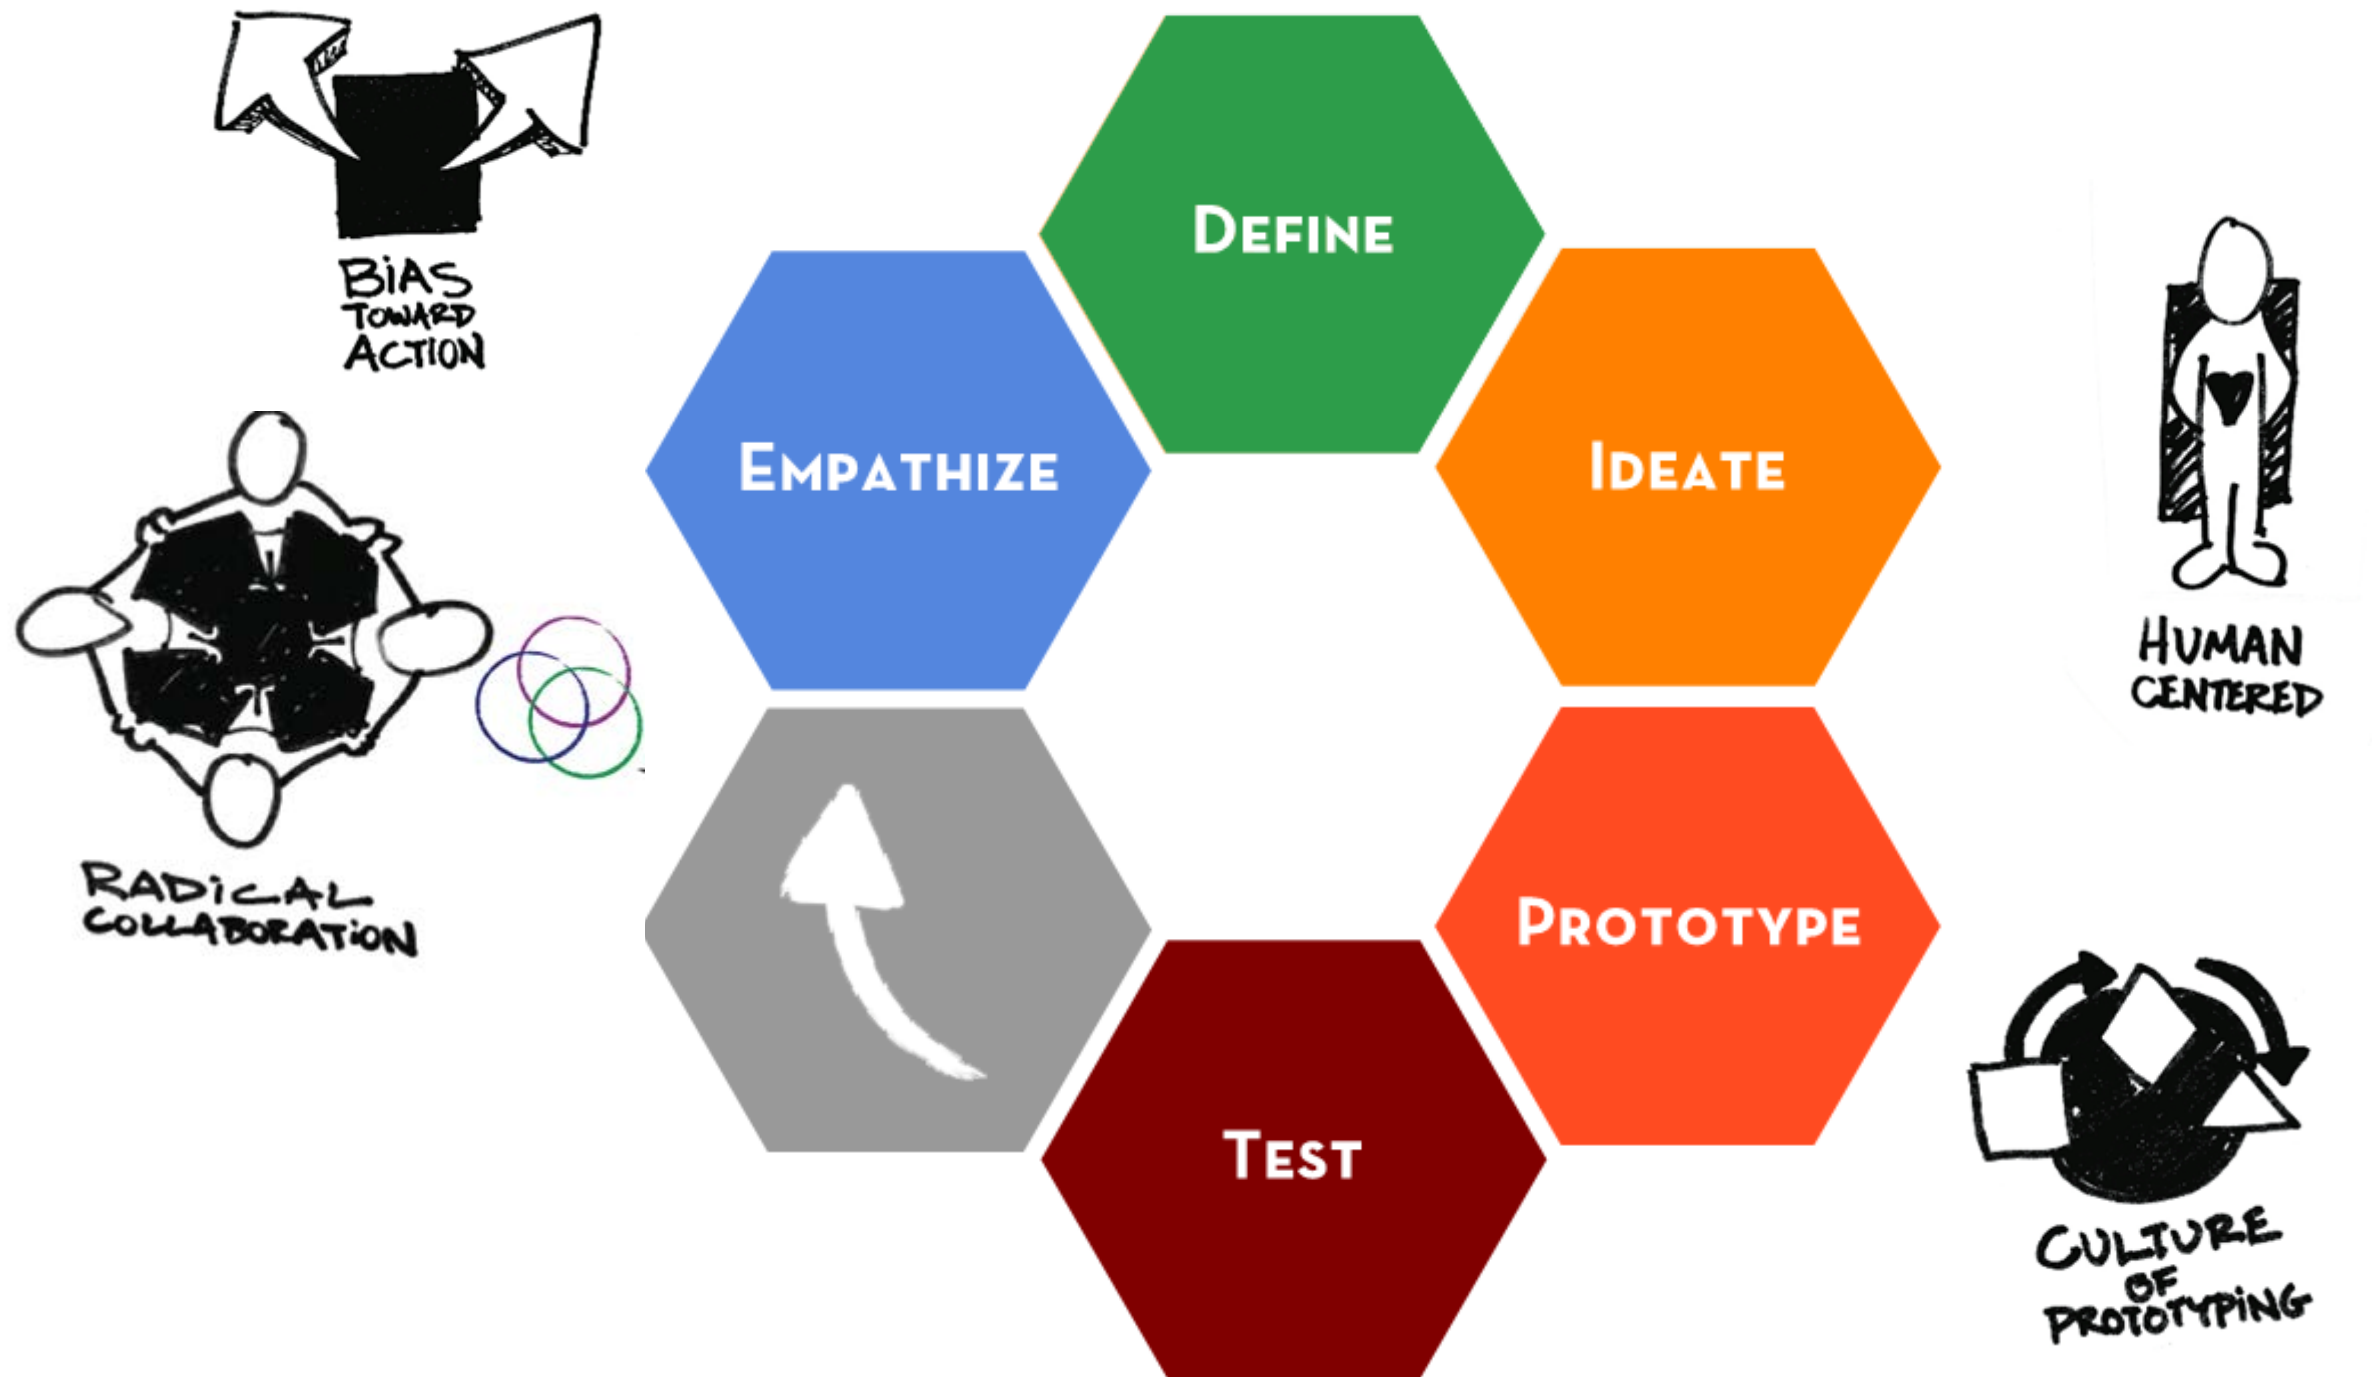 BiAS
TOWARD
ACTION
DEFINE
EMPATHIZE
IDEATE
HUMAN
CENTERED
RADiCAL
COLLABORATiON
PROTOTYPE
TEST
CULTURE
OF
PROTOTYPiNG